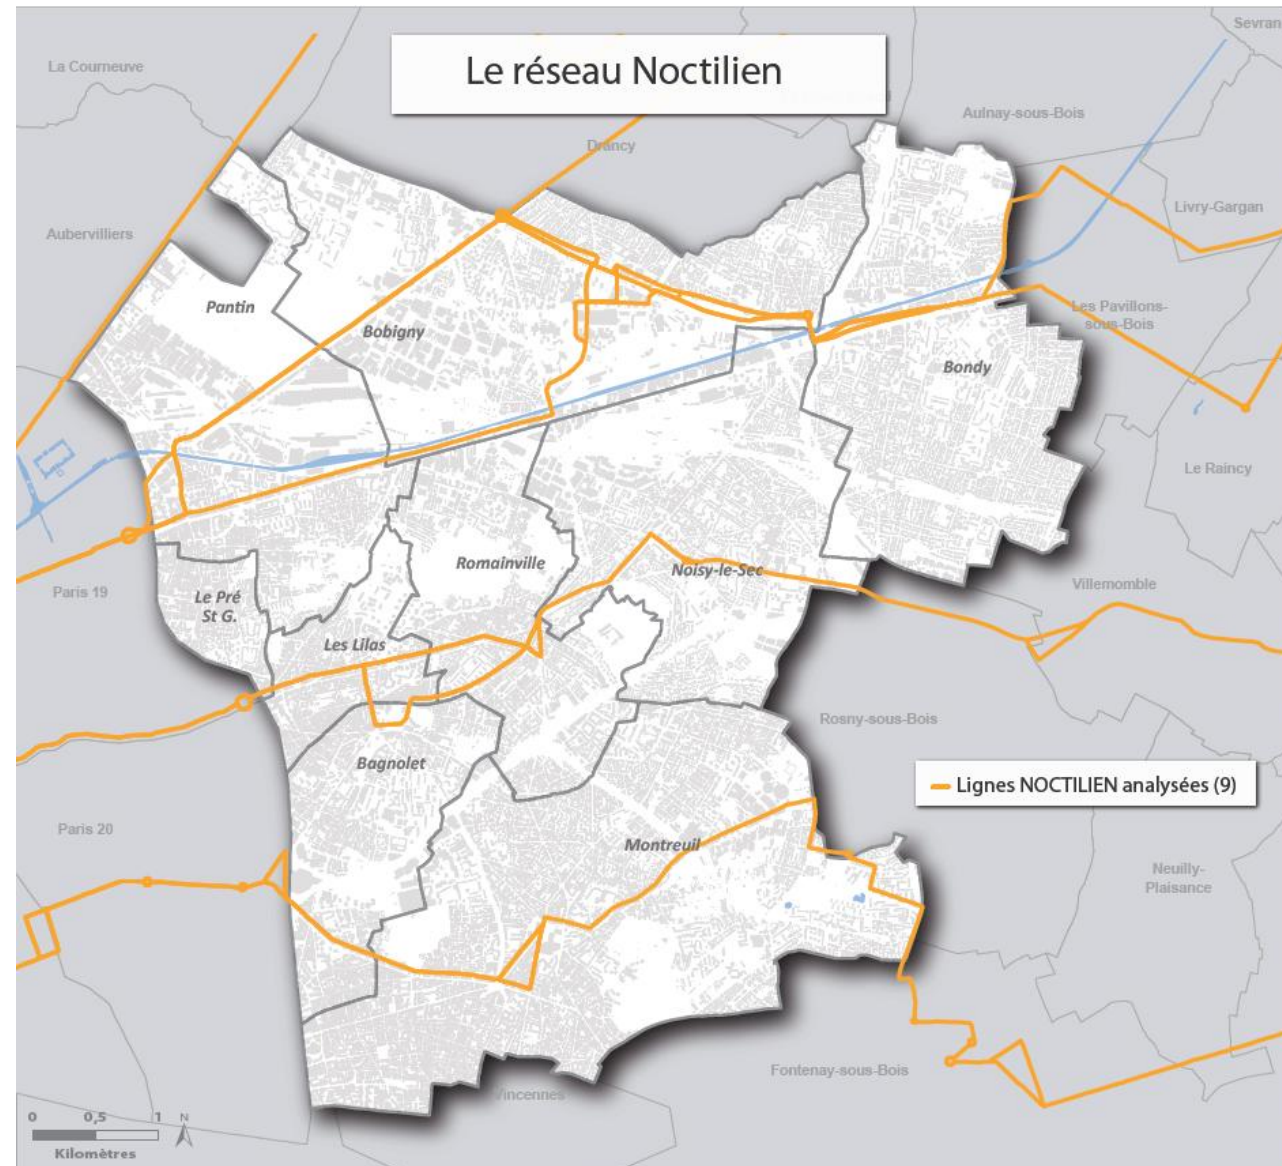 Sevran
Le réseau Noctilien
La Courneuve
Aulnay-sous-Bois
Drancy
Livry-Gargan
Aubervilliers
Pantin
Les Pavillons-
sous-Bois
Bobigny
Bondy
Le Raincy
Romainville
Noisy-le-Sec
Villemomble
Paris 19
Le Pré
St G.
Les Lilas
Rosny-sous-Bois
Bagnolet
Lignes NOCTILIEN analysées (9)
Paris 20
Montreuil
Neuilly-
Plaisance
Fontenay-sous-Bois
Vincennes
0 0,5 1 N
Kilomètres